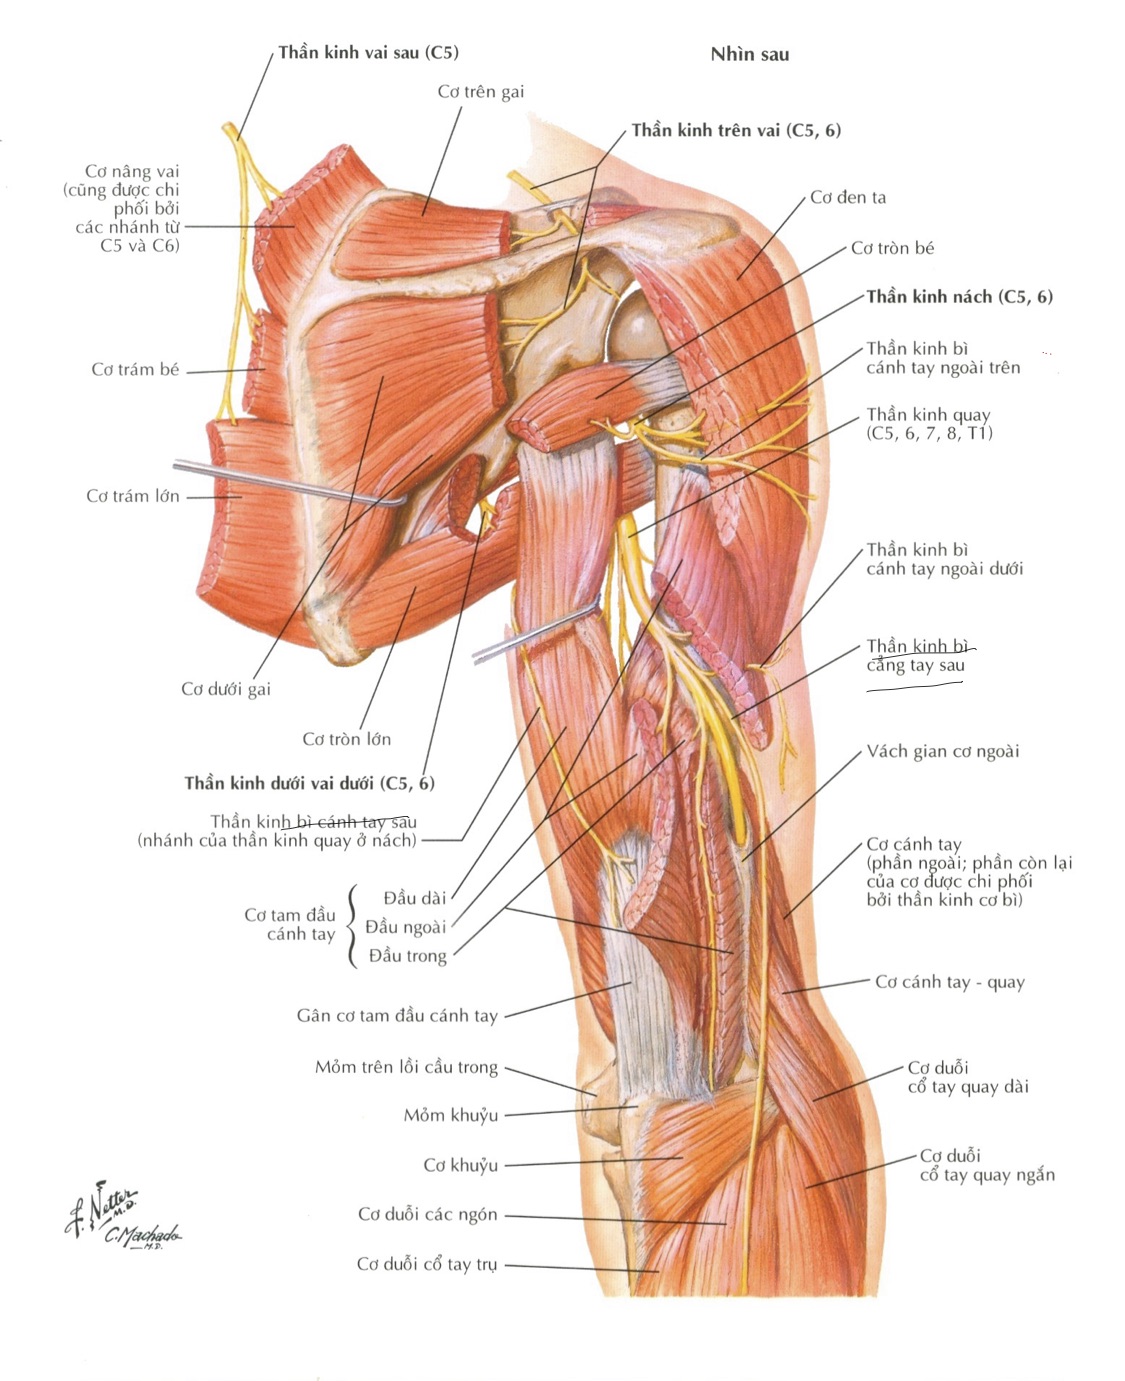 Thần kinh vai sau (C5)
Nhìn sau
Cơ trên gai
Thần kinh trên vai (C5, 6)
Cơ nâng vai
(cũng được chi
phối bởi
các nhánh từ
C5 và C6)
Cơ đen ta
Cơ tròn bé
Thần kinh nách (C5, 6)
Thần kinh bì
cánh tay ngoài trên
Cơ trám bé
Thần kinh quay
(C5, 6, 7, 8, T1)
Cơ trám lớn
Thần kinh bì
cánh tay ngoài dưới
Thần kinh bì
cẳng tay sau
Cơ dưới gai
Cơ tròn lớn
Vách gian cơ ngoài
Thần kinh dưới vai dưới (C5, 6)
Thần kinh bì cánh tay sau
(nhánh của thần kinh quay ở nách)
Cơ cánh tay
(phần ngoài; phần còn lại
của cơ được chi phối
bởi thần kinh cơ bì)
Cơ tam đầu
cánh tay
Đầu dài
Đầu ngoài
Đầu trong
Cơ cánh tay - quay
Gân cơ tam đầu cánh tay
Mỏm trên lồi cầu trong
Cơ duỗi
cổ tay quay dài
Mỏm khuỷu
Cơ khuỷu
Cơ duỗi
cổ tay quay ngắn
Cơ duỗi các ngón
Cơ duỗi cổ tay trụ
F. Netter
M.D.
C. Machado
M.D.